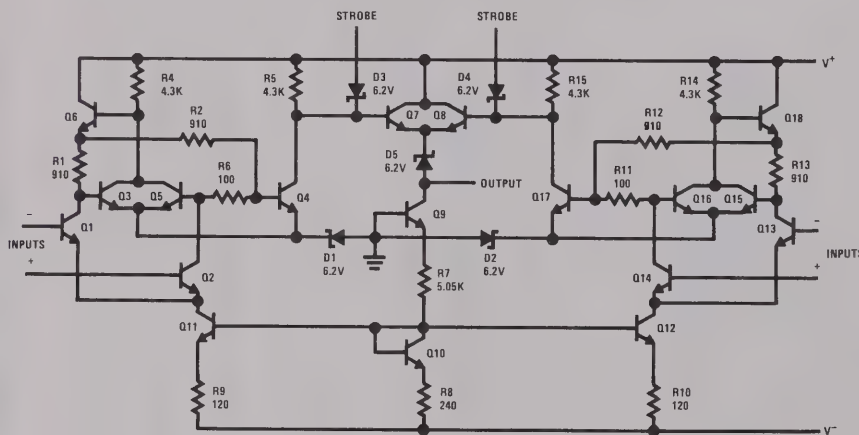 STROBE
STROBE
V+
R4
4.3K
R5
4.3K
D3
6.2V
D4
6.2V
R15
4.3K
R14
4.3K
Q6
R2
910
Q7
Q8
R12
910
Q18
R1
910
R6
100
D5
6.2V
R11
100
R13
910
Q3
Q5
Q4
OUTPUT
Q17
Q16
Q15
−
Q1
Q9
Q13
−
INPUTS
D1
6.2V
D2
6.2V
INPUTS
+
Q2
R7
5.05K
Q14
+
Q11
Q12
Q10
R9
120
R8
240
R10
120
V−